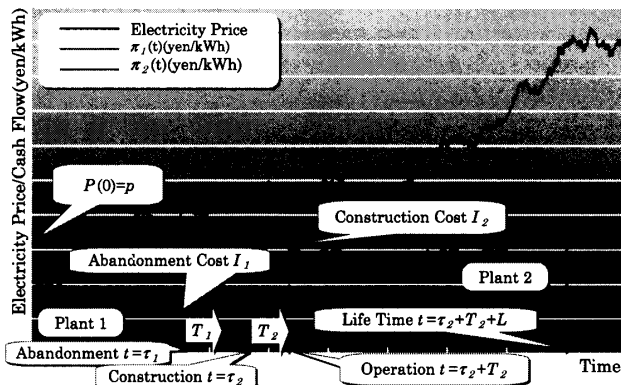 Electricity Price/Cash Flow(yen/kWh)
Electricity Price
π₁(t)(yen/kWh)
π₂(t)(yen/kWh)
P(0)=p
Construction Cost I₂
Abandonment Cost I₁
Plant 2
Plant 1
T₁
T₂
Life Time t=τ₂+T₂+L
Abandonment t=τ₁
Construction t=τ₂
Operation t=τ₂+T₂
Time